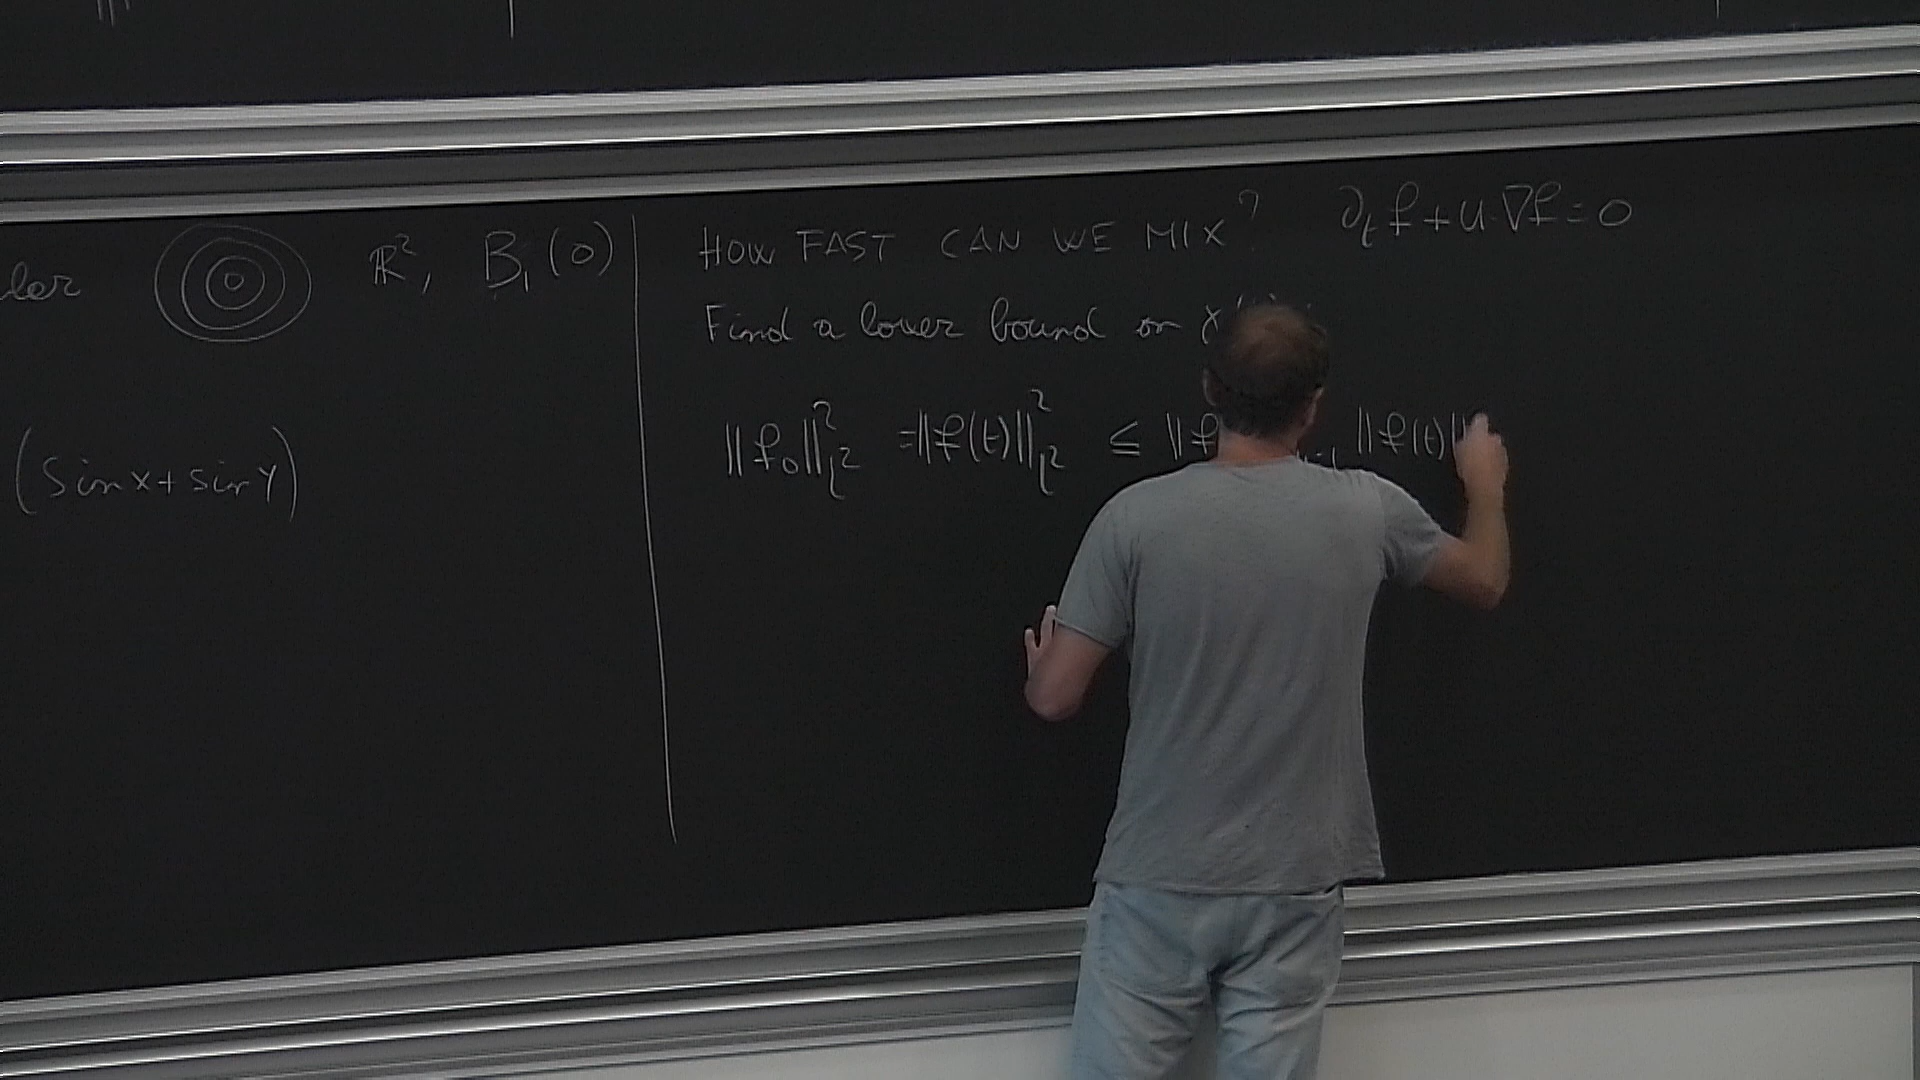 ler ℝ², B₁(0)
(sin x + sin y)
HOW FAST CAN WE MIX? ∂ₜf + u·∇f = 0
Find a lower bound on
‖f₀‖²_{L²} = ‖f(t)‖²_{L²} ≤ ‖f ‖f(t)‖